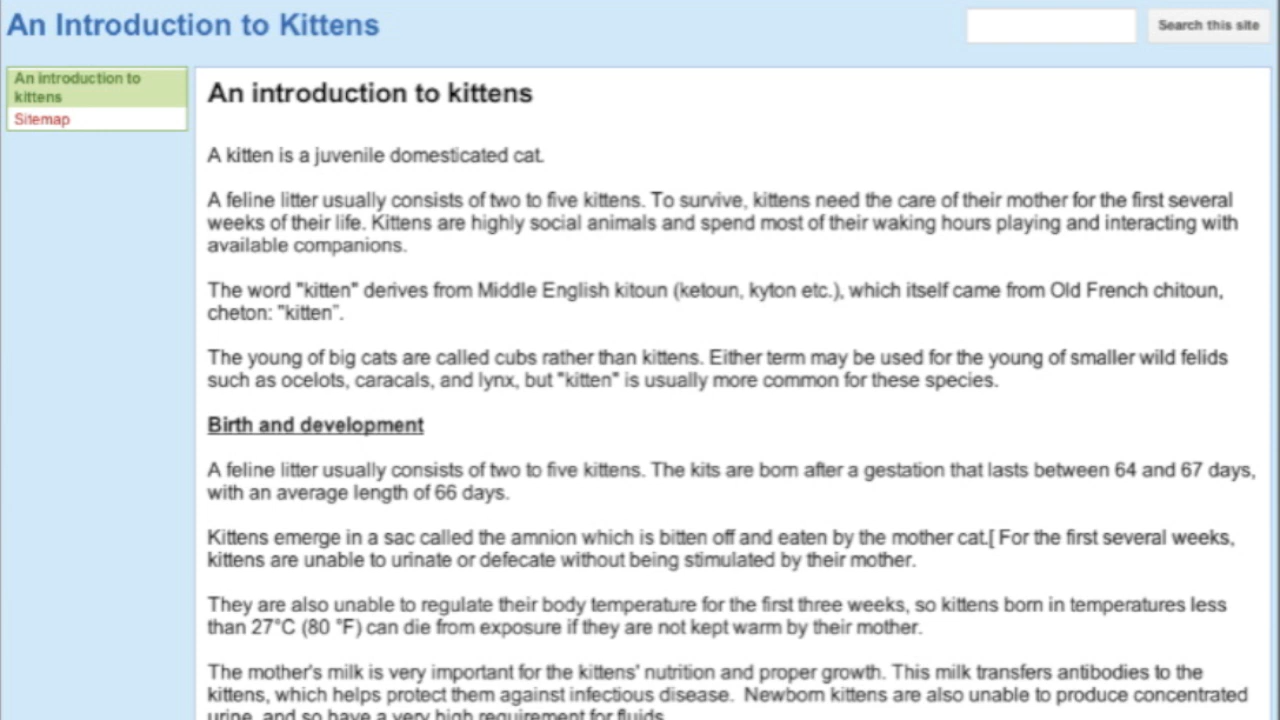 An Introduction to Kittens
Search this site
An introduction to
kittens
Sitemap
An introduction to kittens
A kitten is a juvenile domesticated cat.
A feline litter usually consists of two to five kittens. To survive, kittens need the care of their mother for the first several
weeks of their life. Kittens are highly social animals and spend most of their waking hours playing and interacting with
available companions.
The word "kitten" derives from Middle English kitoun (ketoun, kyton etc.), which itself came from Old French chitoun,
cheton: "kitten".
The young of big cats are called cubs rather than kittens. Either term may be used for the young of smaller wild felids
such as ocelots, caracals, and lynx, but "kitten" is usually more common for these species.
Birth and development
A feline litter usually consists of two to five kittens. The kits are born after a gestation that lasts between 64 and 67 days,
with an average length of 66 days.
Kittens emerge in a sac called the amnion which is bitten off and eaten by the mother cat.[ For the first several weeks,
kittens are unable to urinate or defecate without being stimulated by their mother.
They are also unable to regulate their body temperature for the first three weeks, so kittens born in temperatures less
than 27°C (80 °F) can die from exposure if they are not kept warm by their mother.
The mother's milk is very important for the kittens' nutrition and proper growth. This milk transfers antibodies to the
kittens, which helps protect them against infectious disease. Newborn kittens are also unable to produce concentrated
urine, and so have a very high requirement for fluids.